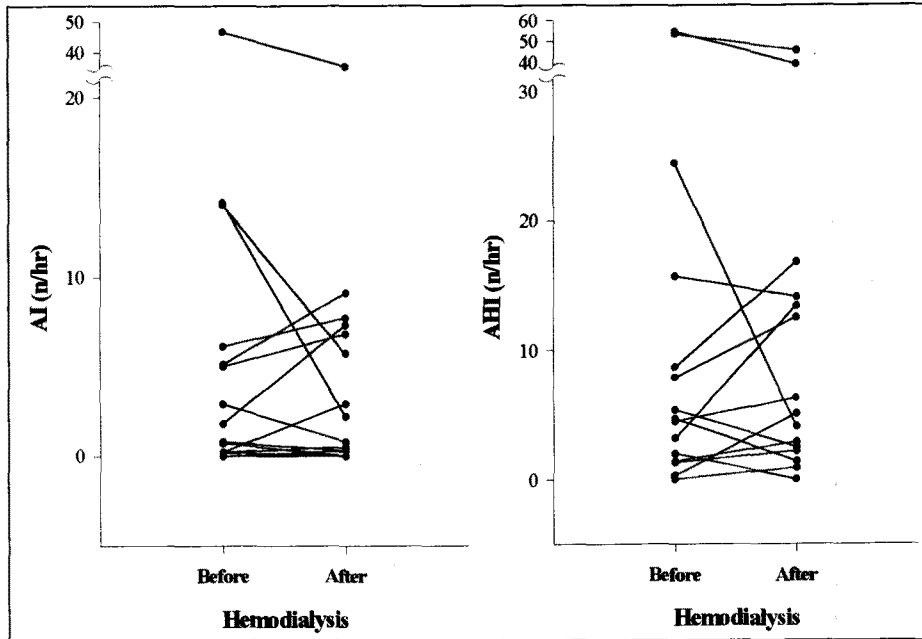 50
40
20
10
0
AI (n/hr)
Before After
Hemodialysis
60
50
40
30
20
10
0
AHI (n/hr)
Before After
Hemodialysis